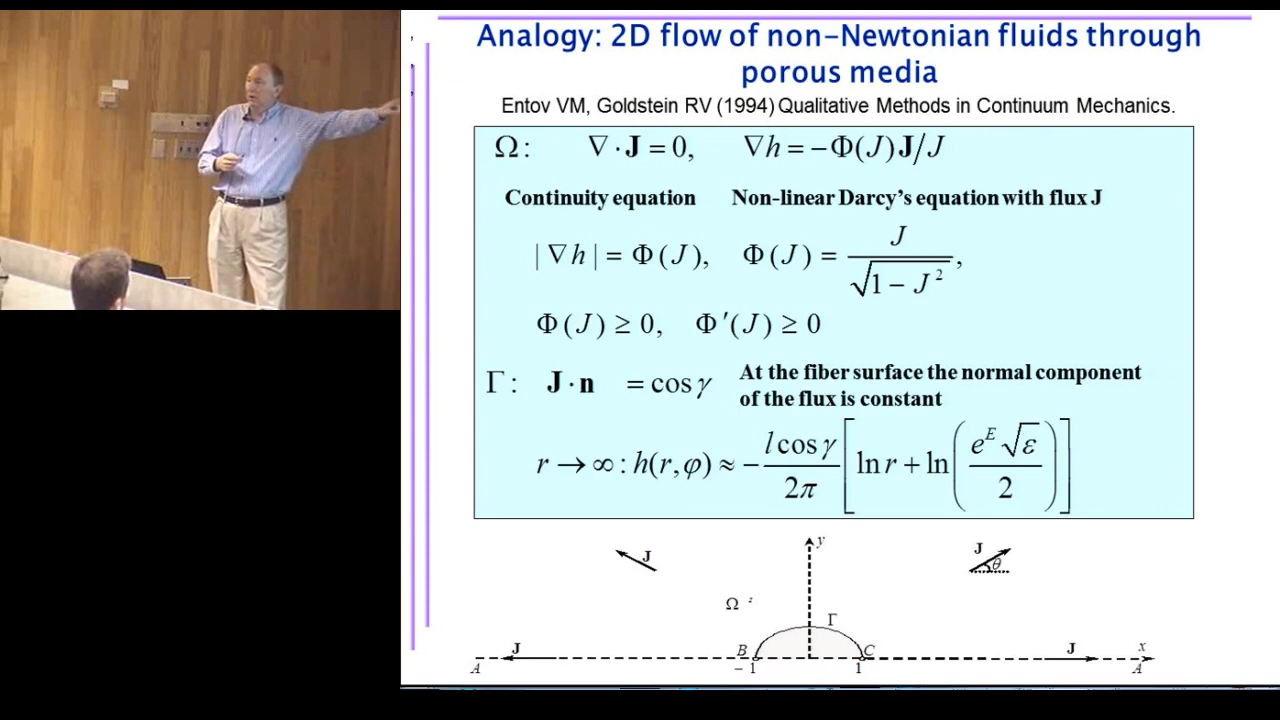 Analogy: 2D flow of non-Newtonian fluids through
porous media
Entov VM, Goldstein RV (1994) Qualitative Methods in Continuum Mechanics.
Ω: ∇·J = 0, ∇h = −Φ(J)J/J
Continuity equation Non-linear Darcy's equation with flux J
|∇h| = Φ(J), Φ(J) = J/√(1 − J²),
Φ(J) ≥ 0, Φ′(J) ≥ 0
Γ: J·n = cos γ At the fiber surface the normal component
of the flux is constant
r → ∞: h(r,φ) ≈ −(l cos γ/2π)[ln r + ln(e^E √ε/2)]
y
J J
θ
Ω z Γ
J B C J x
A −1 1 A